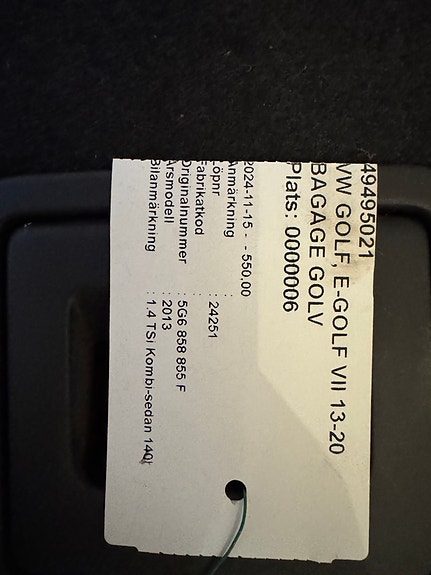 49495021
VW GOLF, E-GOLF VII 13-20
BAGAGE GOLV
Plats: 0000006
2024-11-15 - - 550,00
Anmärkning :
Löpnr : 24251
Fabrikatkod :
Originalnummer : 5G6 858 855 F
Årsmodell : 2013
Bilanmärkning : 1.4 TSi Kombi-sedan 140